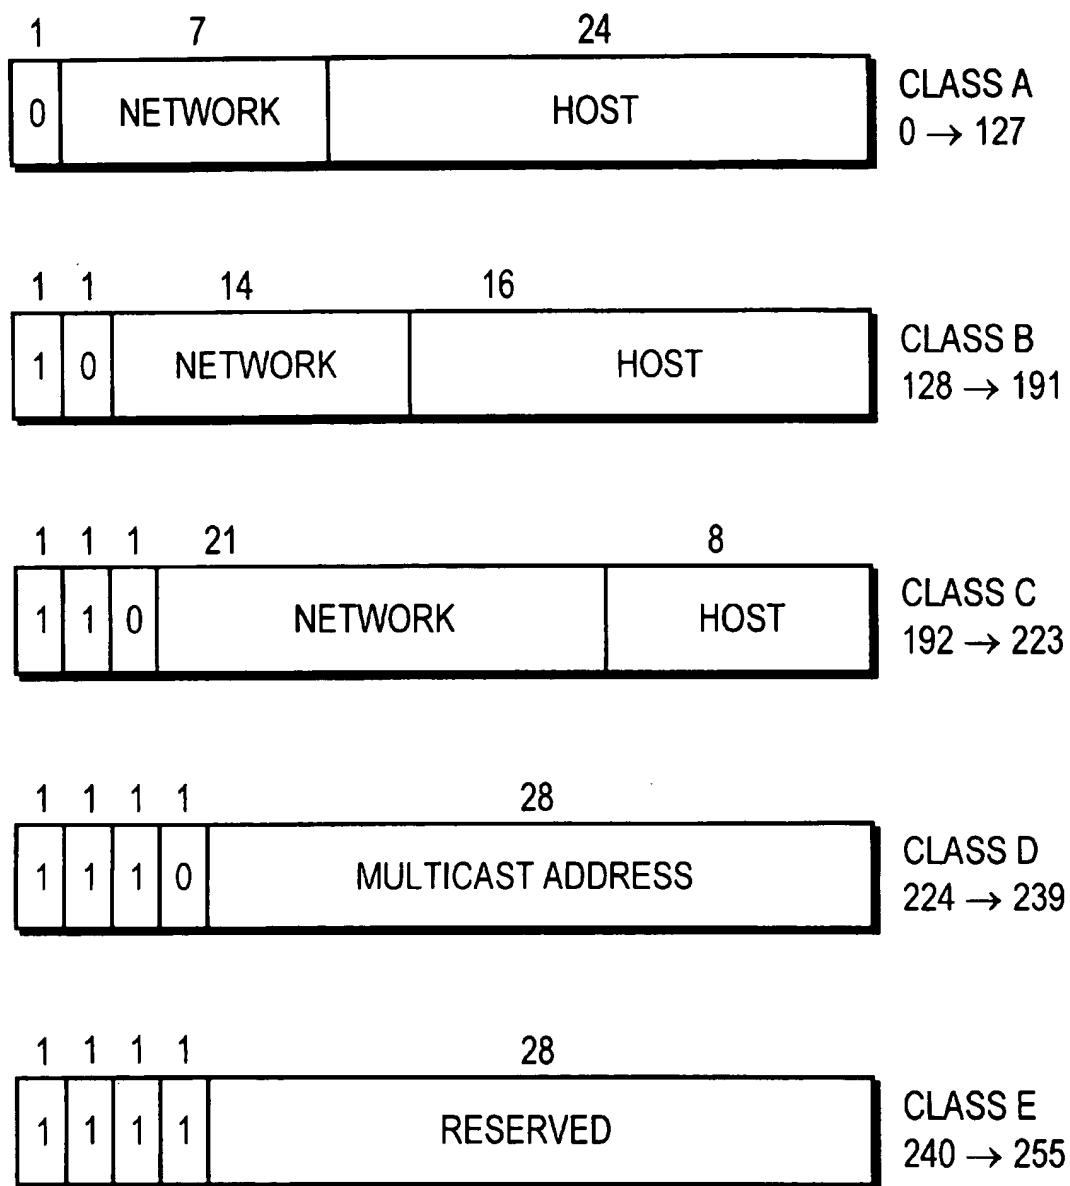 1 7 24
0 NETWORK HOST CLASS A
0 → 127
1 1 14 16
1 0 NETWORK HOST CLASS B
128 → 191
1 1 1 21 8
1 1 0 NETWORK HOST CLASS C
192 → 223
1 1 1 1 28
1 1 1 0 MULTICAST ADDRESS CLASS D
224 → 239
1 1 1 1 28
1 1 1 1 RESERVED CLASS E
240 → 255